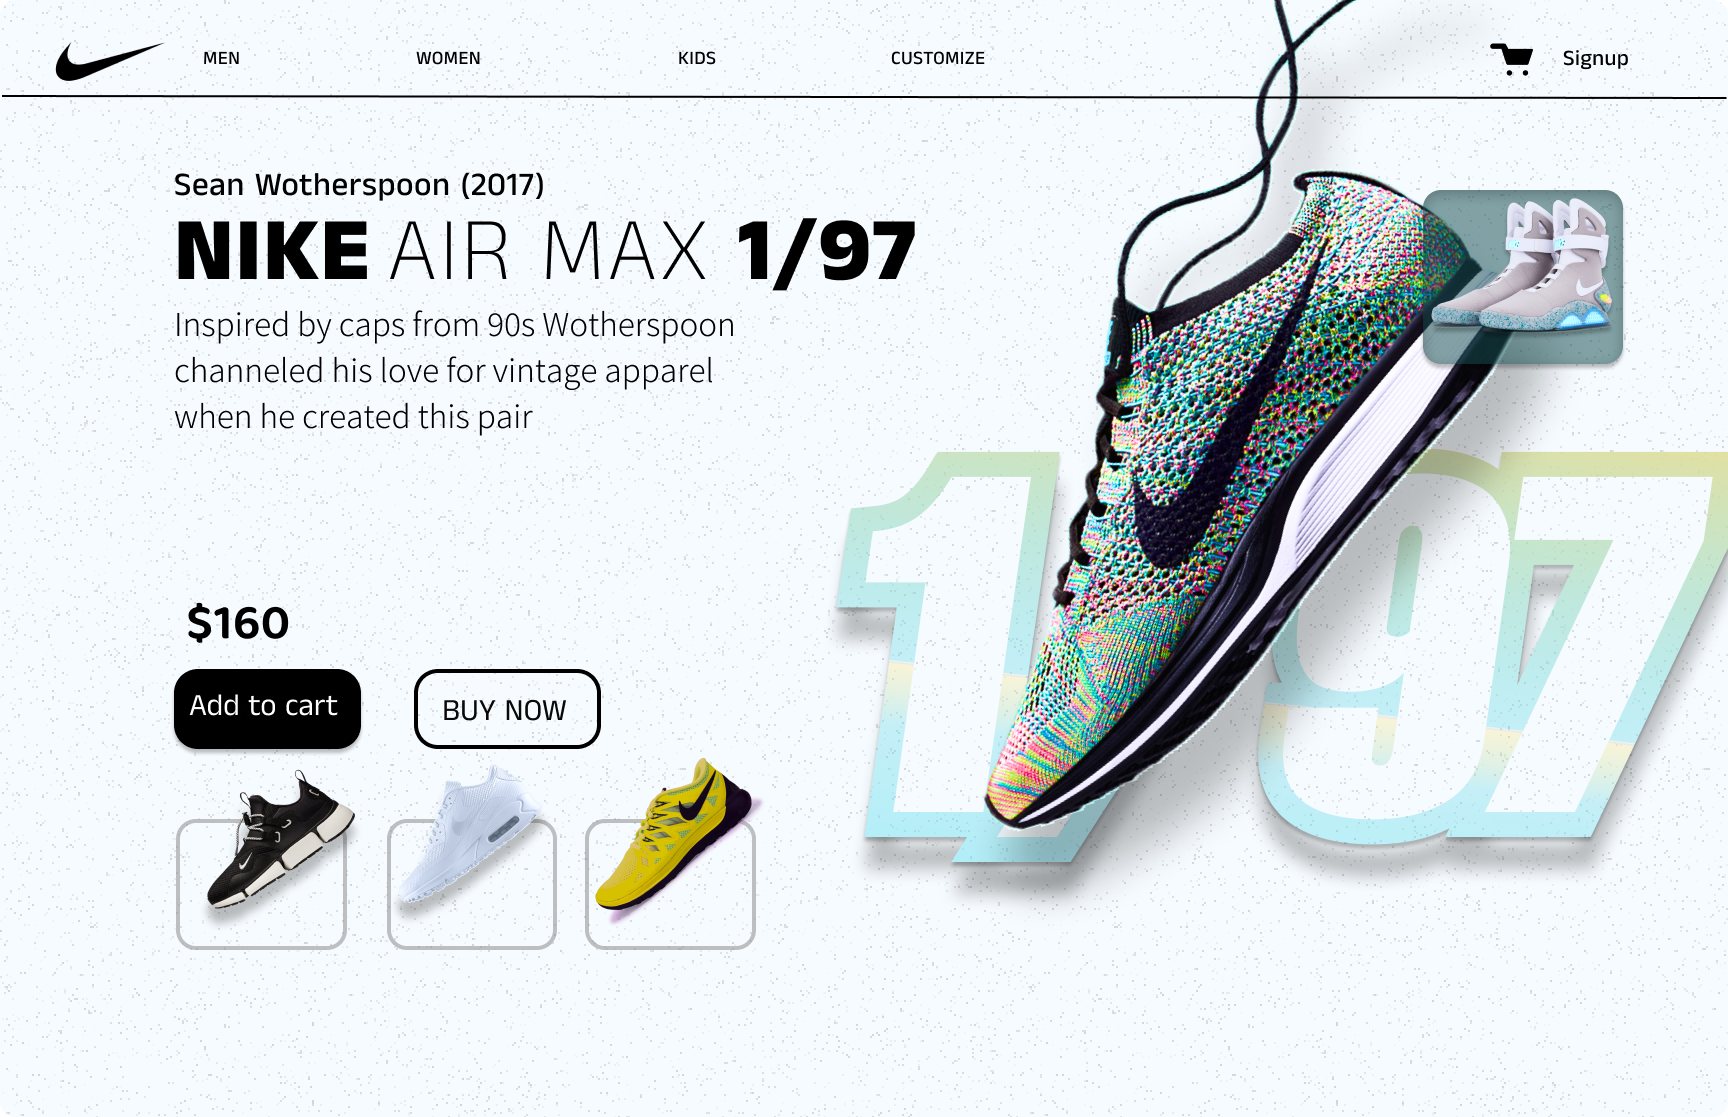 MEN
WOMEN
KIDS
CUSTOMIZE
Signup
Sean Wotherspoon (2017)
NIKE AIR MAX 1/97
Inspired by caps from 90s Wotherspoon
channeled his love for vintage apparel
when he created this pair
1 97
$160
Add to cart
BUY NOW